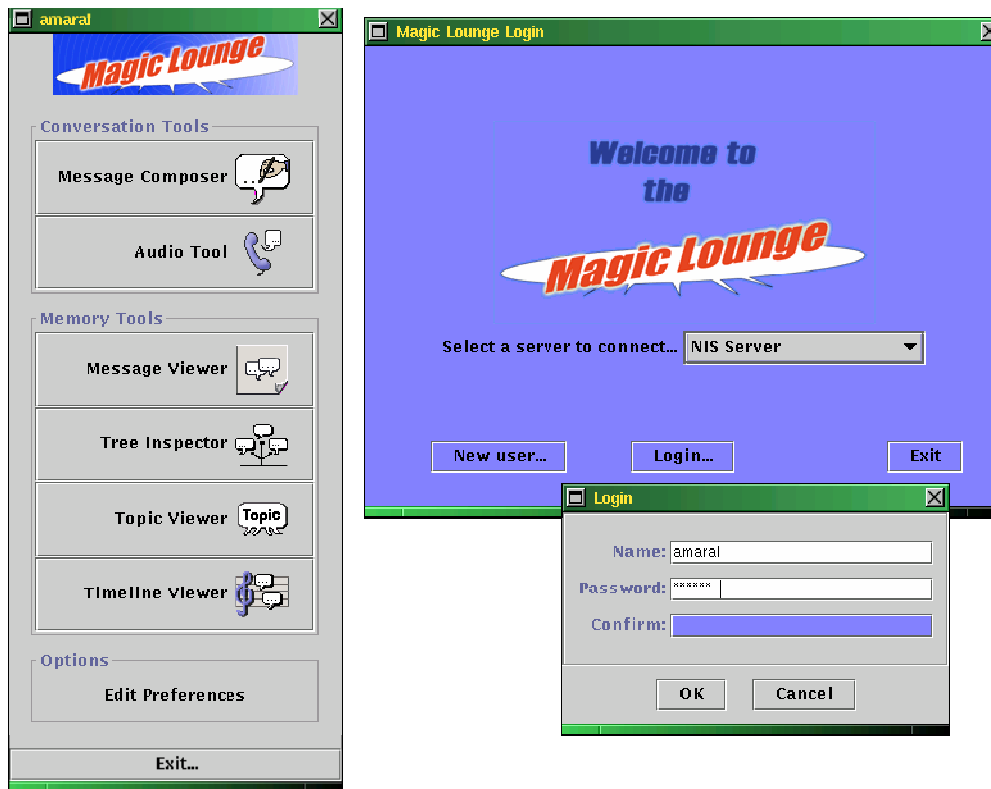 amaral
Magic Lounge
Conversation Tools
Message Composer
Audio Tool
Memory Tools
Message Viewer
Tree Inspector
Topic Viewer Topic
Timeline Viewer
Options
Edit Preferences
Exit...
Magic Lounge Login
Welcome to
the
Magic Lounge
Select a server to connect... NIS Server
New user... Login... Exit
Login
Name: amaral
Password: ******
Confirm:
OK Cancel